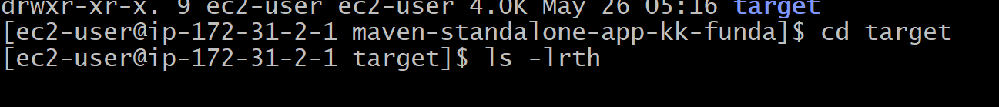 drwxr-xr-x. 9 ec2-user ec2-user 4.0K May 26 05:16 target
[ec2-user@ip-172-31-2-1 maven-standalone-app-kk-funda]$ cd target
[ec2-user@ip-172-31-2-1 target]$ ls -lrth